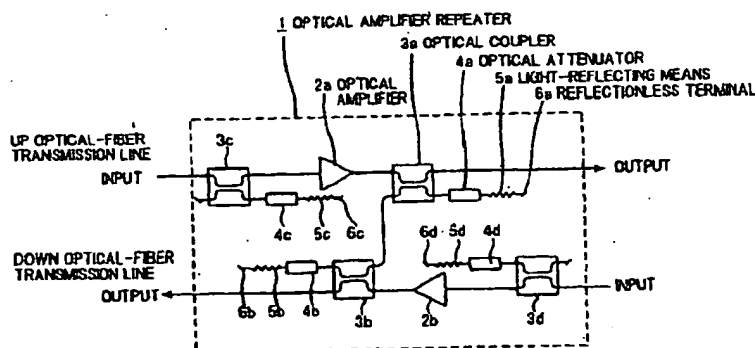 1 OPTICAL AMPLIFIER REPEATER
3a OPTICAL COUPLER
4a OPTICAL ATTENUATOR
5a LIGHT-REFLECTING MEANS
6a REFLECTIONLESS TERMINAL
2a OPTICAL
AMPLIFIER
UP OPTICAL-FIBER
TRANSMISSION LINE
3c
INPUT
OUTPUT
4c 5c 6c
6d 5d 4d
DOWN OPTICAL-FIBER
TRANSMISSION LINE
OUTPUT
INPUT
6b 5b 4b 3b 2b 3d